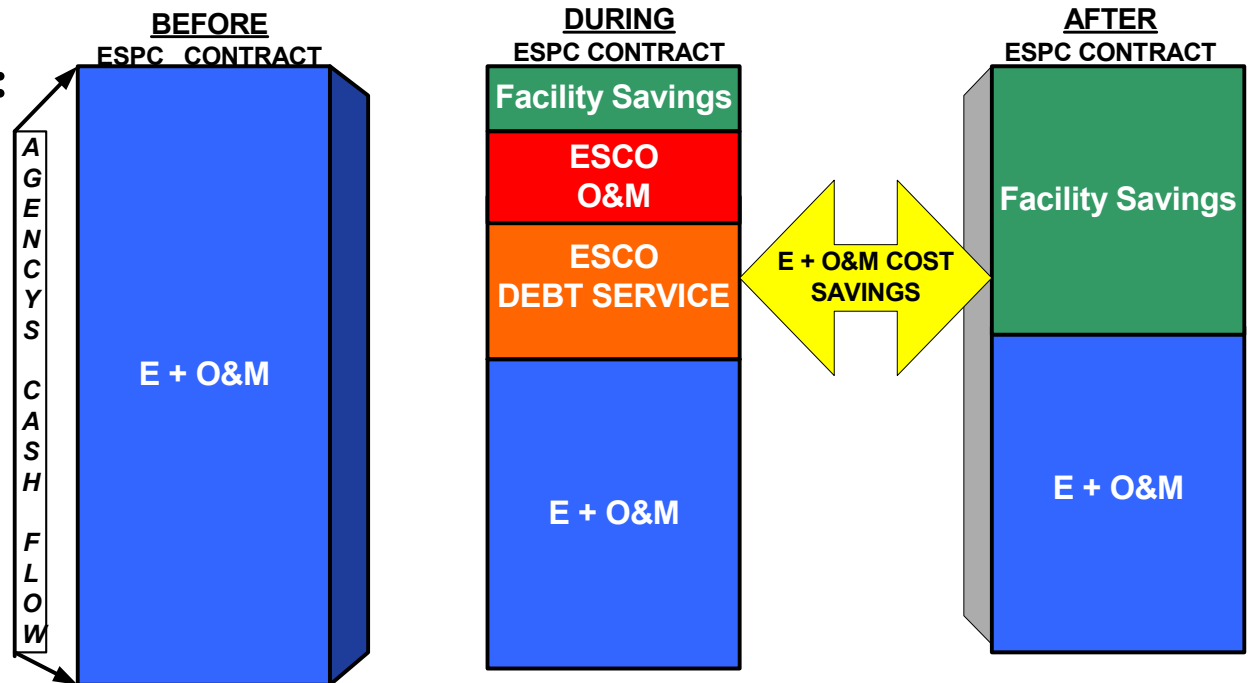 BEFORE
ESPC CONTRACT
:
AGENCYS CASH FLOW
E + O&M
DURING
ESPC CONTRACT
Facility Savings
ESCO
O&M
ESCO
DEBT SERVICE
E + O&M
E + O&M COST
SAVINGS
AFTER
ESPC CONTRACT
Facility Savings
E + O&M